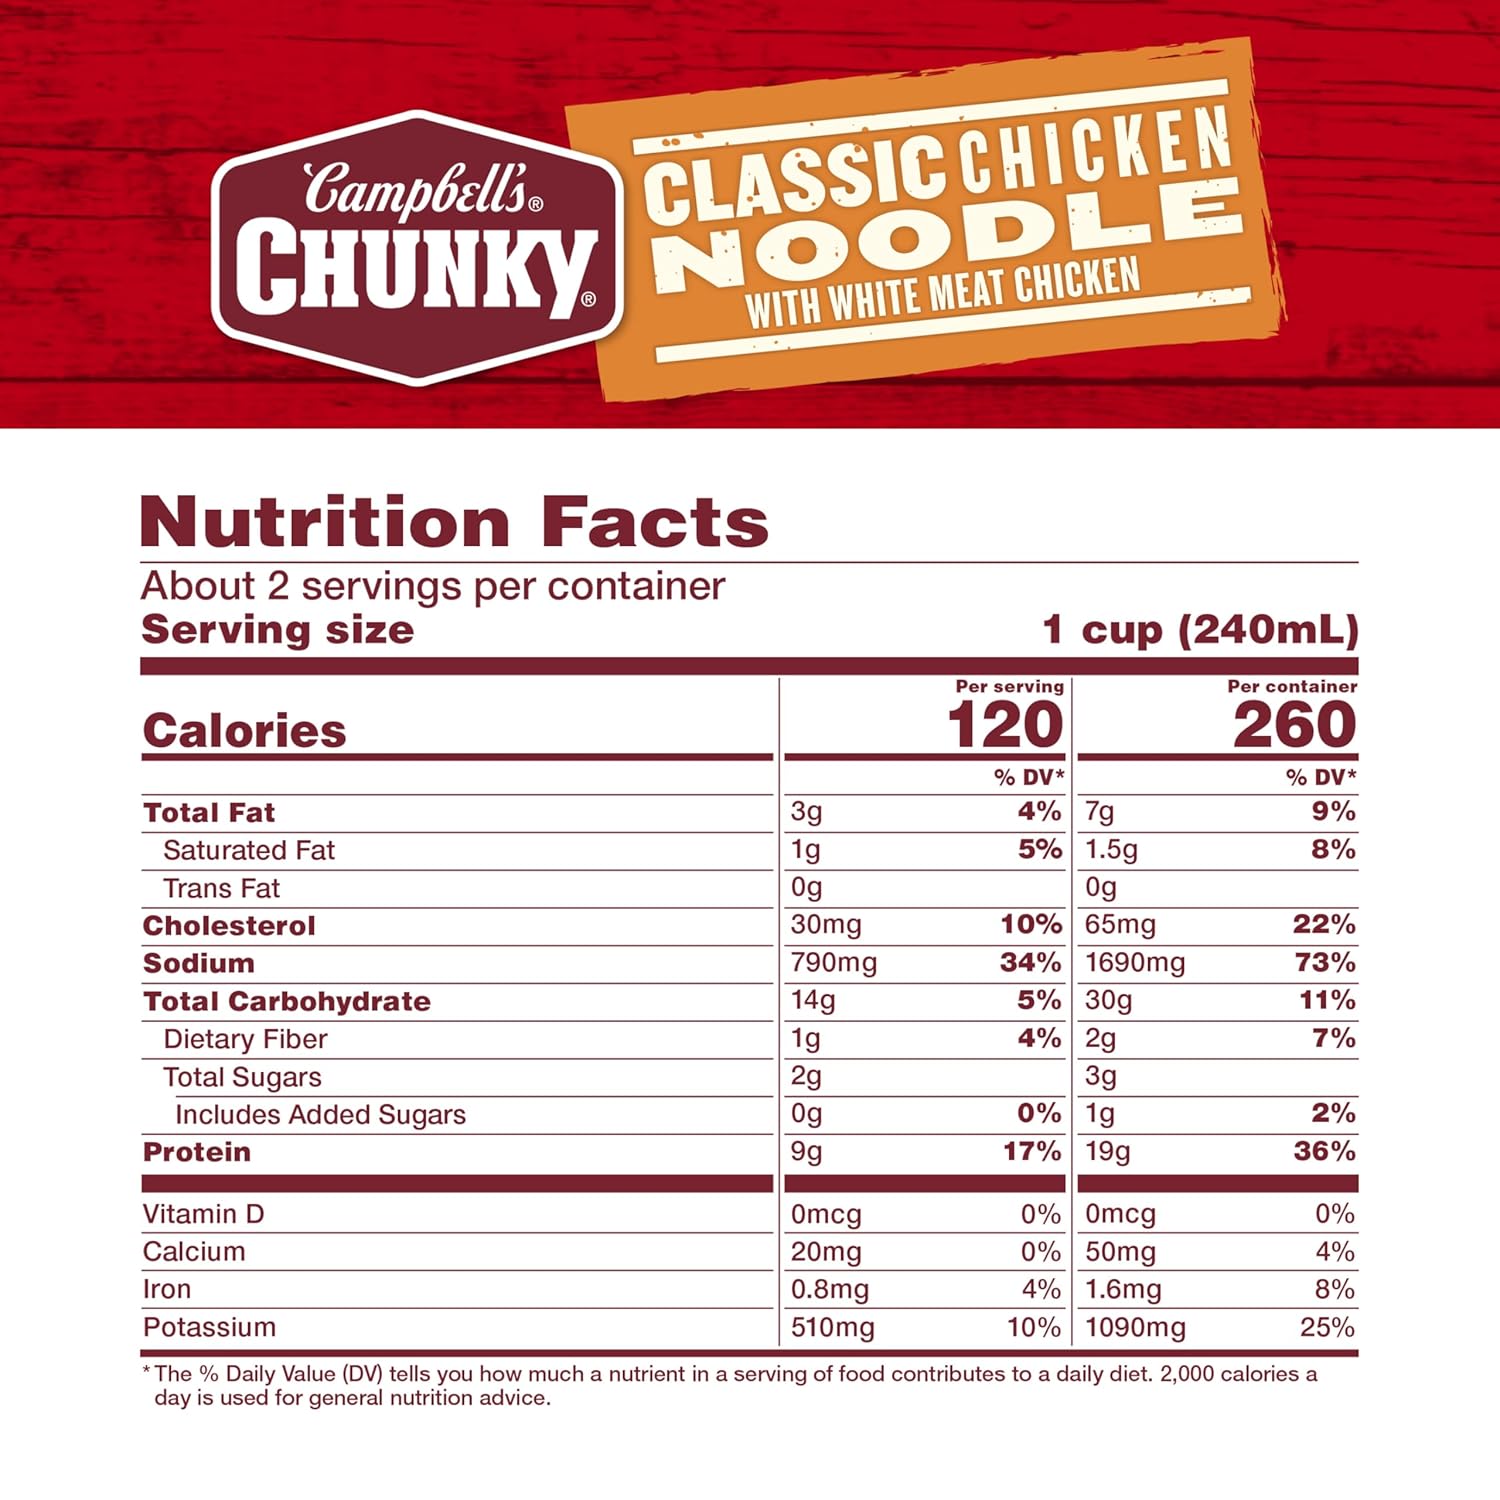 Campbell's®
CHUNKY®
CLASSIC CHICKEN
NOODLE
WITH WHITE MEAT CHICKEN
Nutrition Facts
About 2 servings per container
Serving size 1 cup (240mL)
Per serving Per container
Calories 120 260
% DV* % DV*
Total Fat 3g 4% 7g 9%
Saturated Fat 1g 5% 1.5g 8%
Trans Fat 0g 0g
Cholesterol 30mg 10% 65mg 22%
Sodium 790mg 34% 1690mg 73%
Total Carbohydrate 14g 5% 30g 11%
Dietary Fiber 1g 4% 2g 7%
Total Sugars 2g 3g
Includes Added Sugars 0g 0% 1g 2%
Protein 9g 17% 19g 36%
Vitamin D 0mcg 0% 0mcg 0%
Calcium 20mg 0% 50mg 4%
Iron 0.8mg 4% 1.6mg 8%
Potassium 510mg 10% 1090mg 25%
* The % Daily Value (DV) tells you how much a nutrient in a serving of food contributes to a daily diet. 2,000 calories a
day is used for general nutrition advice.